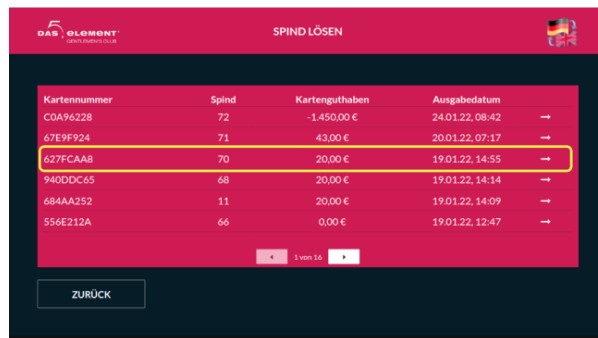 5
DAS element
GENTLEMEN'S CLUB
SPIND LÖSEN
Kartennummer Spind Kartenguthaben Ausgabedatum
C0A96228 72 -1.450,00 € 24.01.22, 08:42 →
67E9F924 71 43,00 € 20.01.22, 07:17 →
627FCAA8 70 20,00 € 19.01.22, 14:55 →
940DDC65 68 20,00 € 19.01.22, 14:14 →
684AA252 11 20,00 € 19.01.22, 14:09 →
556E212A 66 0,00 € 19.01.22, 12:47 →
1 von 16
ZURÜCK